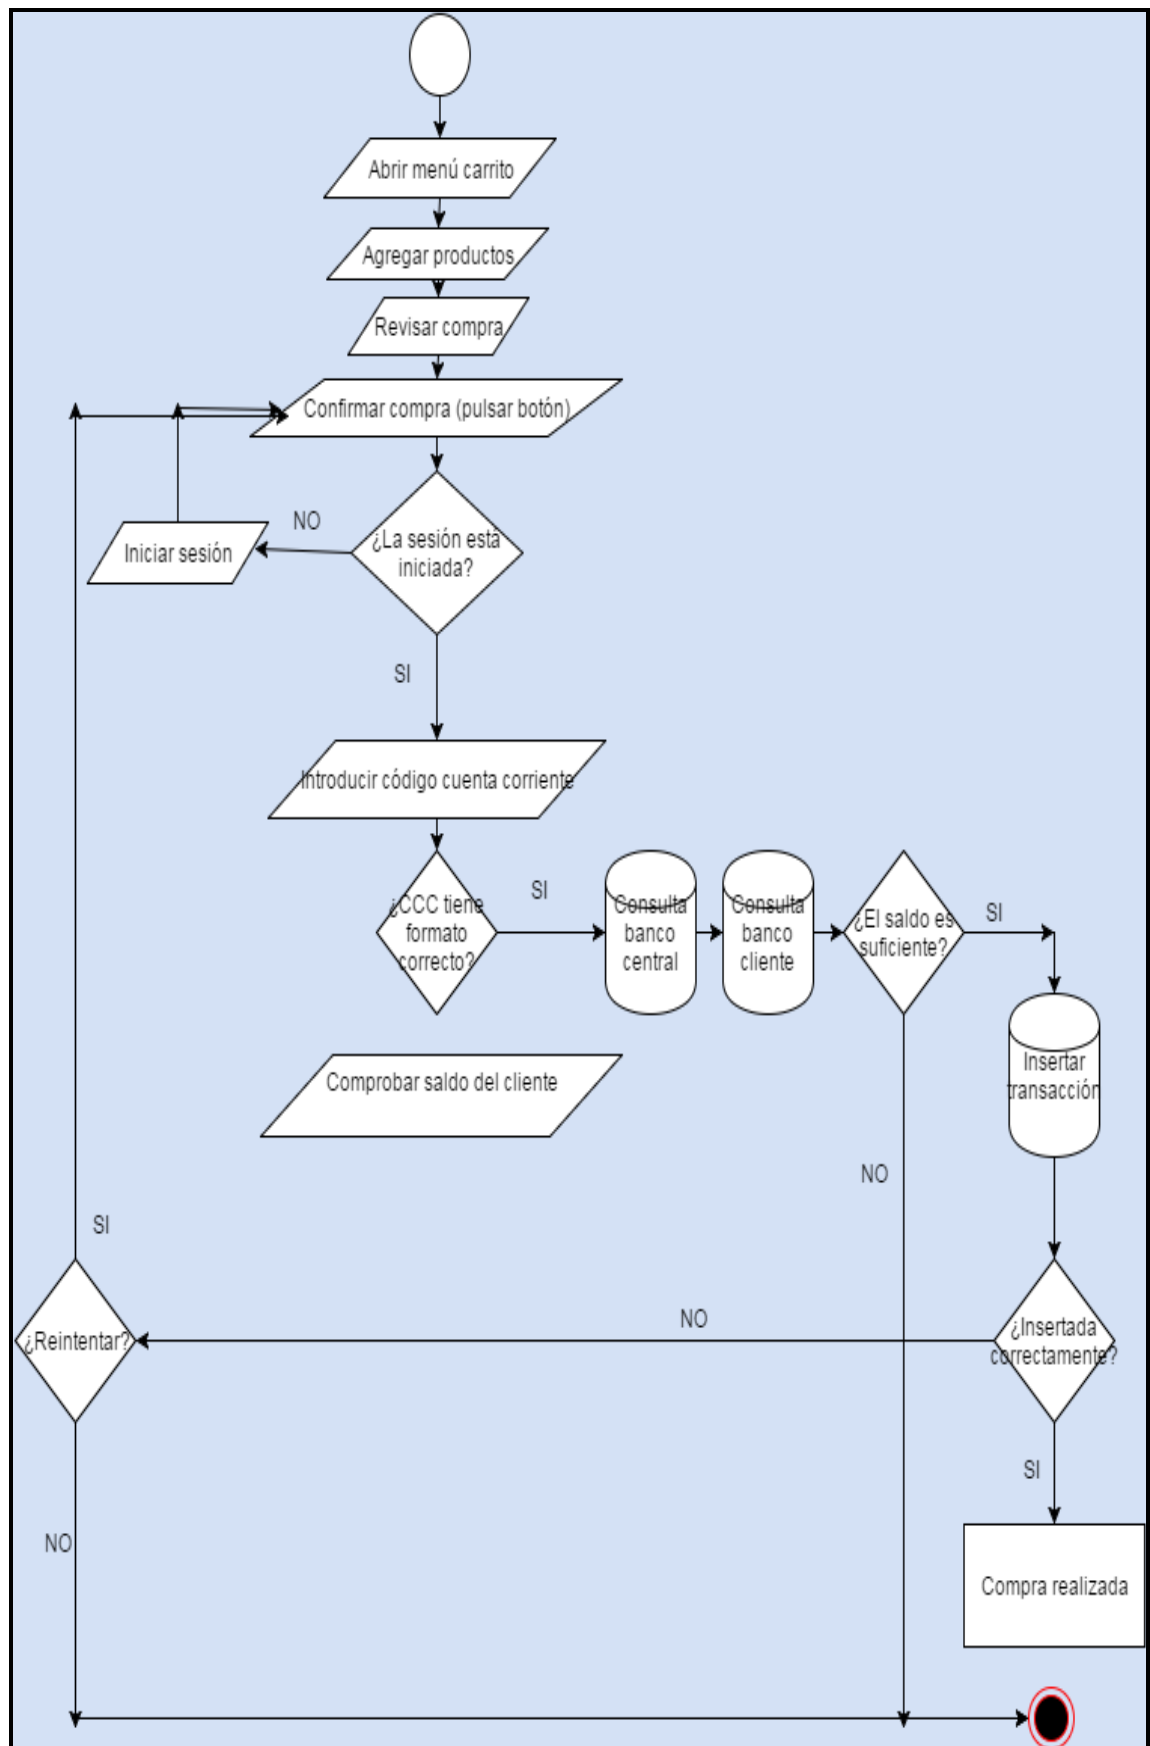 Abrir menú carrito
Agregar productos
Revisar compra
Confirmar compra (pulsar botón)
NO
¿La sesión está
iniciada?
Iniciar sesión
SI
Introducir código cuenta corriente
¿CCC tiene
formato
correcto?
SI
Consulta
banco
central
Consulta
banco
cliente
¿El saldo es
suficiente?
SI
Insertar
transacción
Comprobar saldo del cliente
NO
SI
¿Reintentar?
NO
¿Insertada
correctamente?
SI
NO
Compra realizada